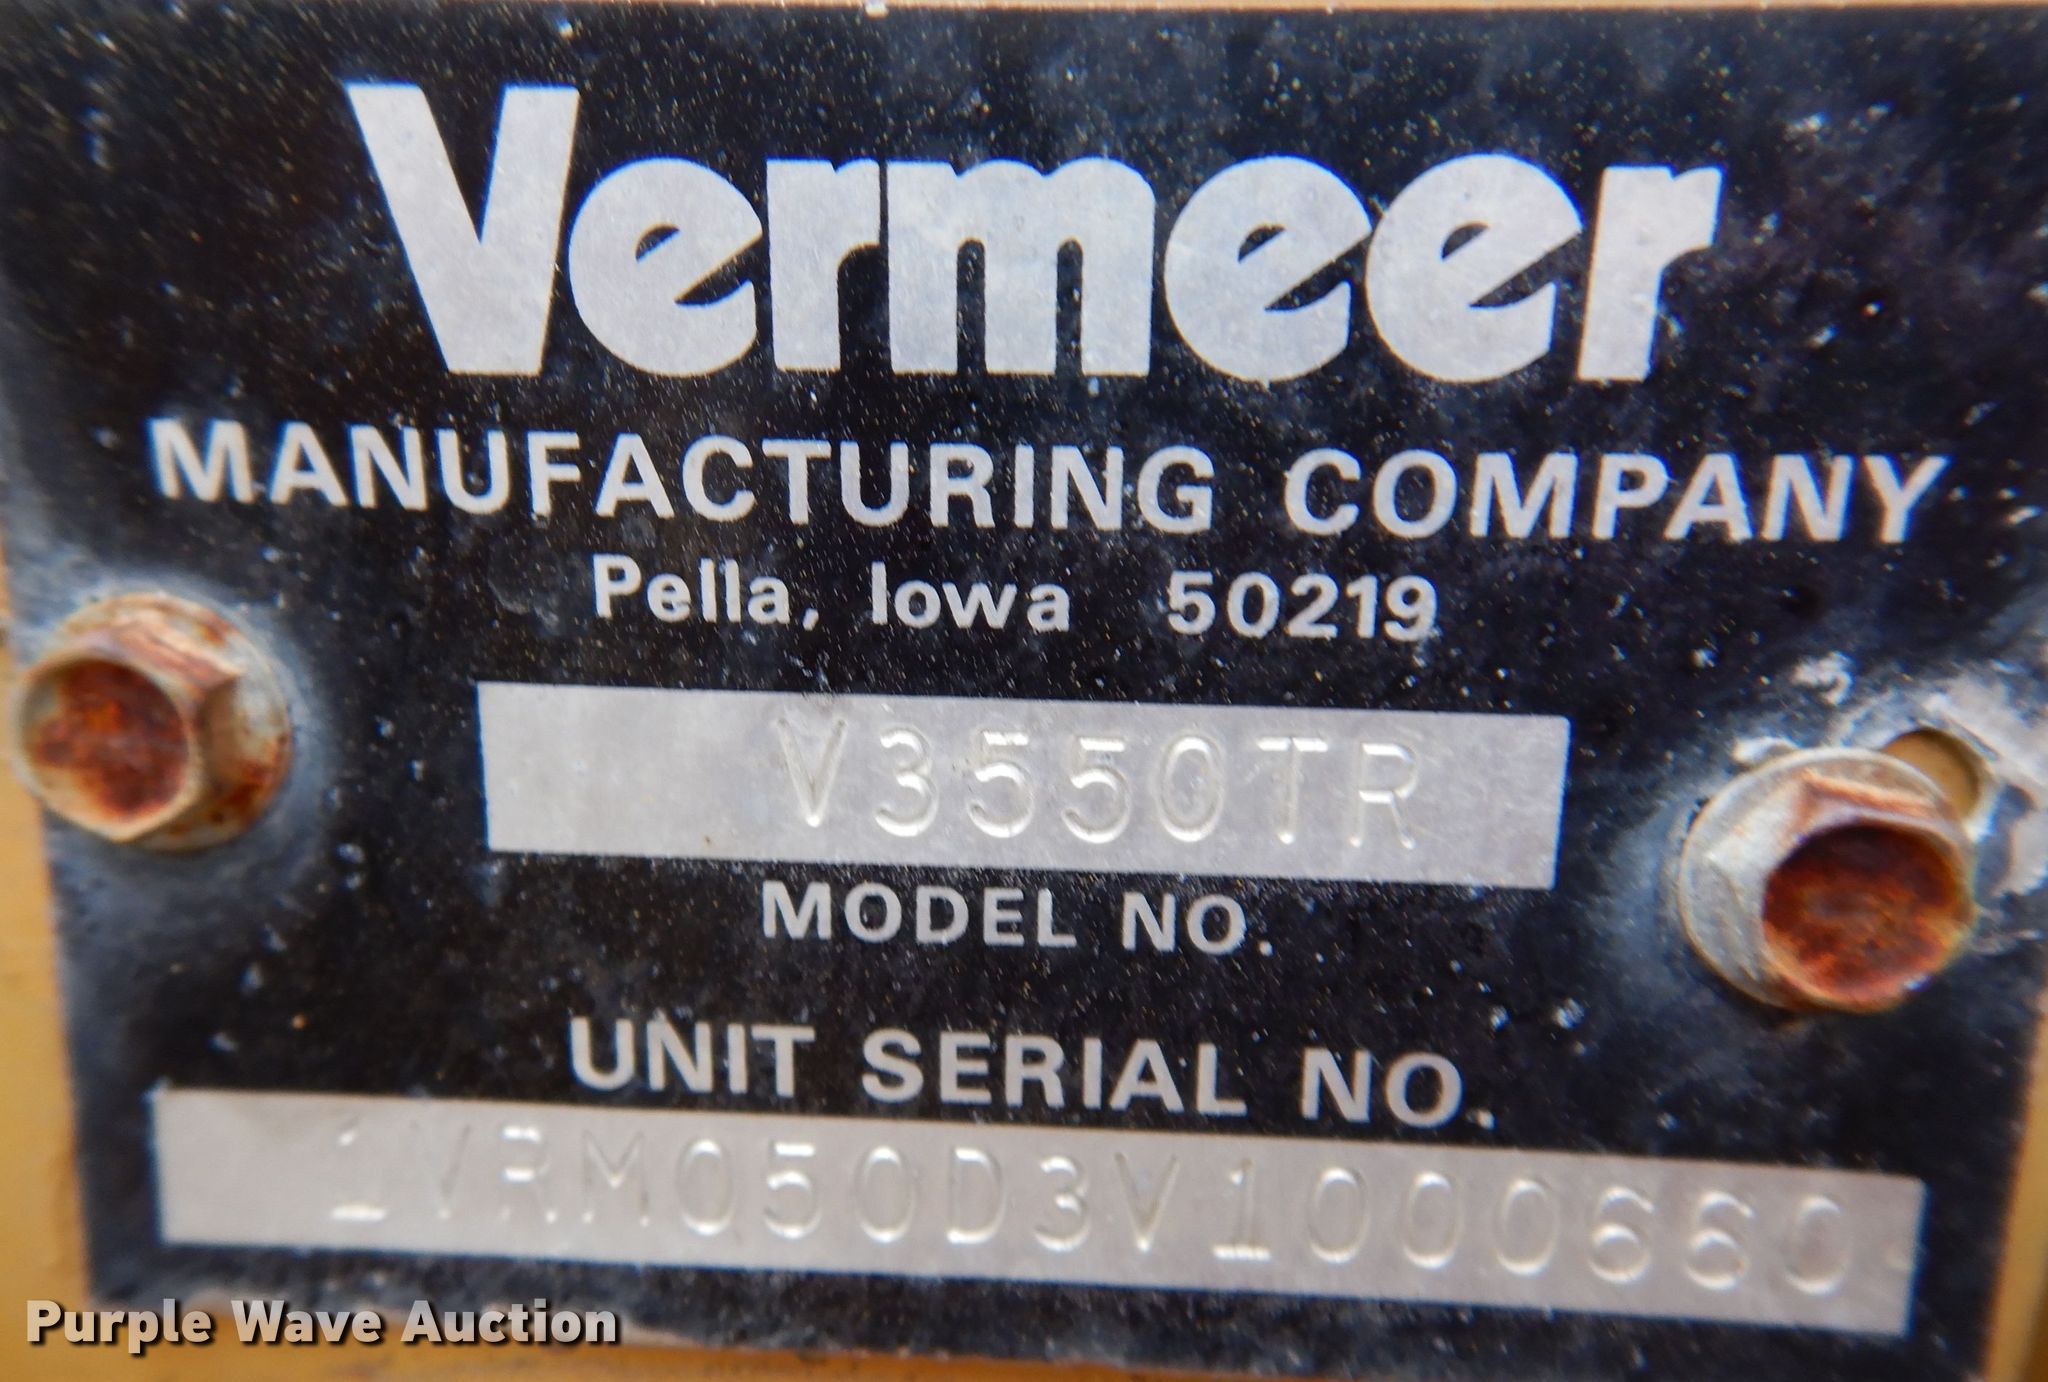 Vermeer
MANUFACTURING COMPANY
Pella, Iowa 50219
V3550TR
MODEL NO.
UNIT SERIAL NO.
1VRM050D3V1000660
Purple Wave Auction